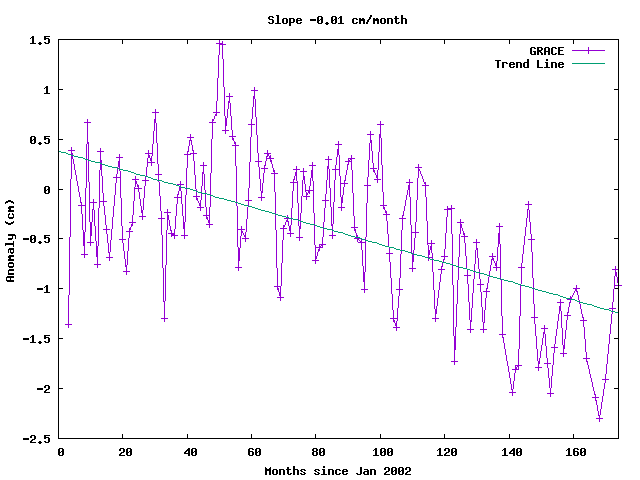 Slope -0.01 cm/month
GRACE
Trend Line
1.5
1
0.5
0
-0.5
-1
-1.5
-2
-2.5
Anomaly (cm)
0 20 40 60 80 100 120 140 160
Months since Jan 2002